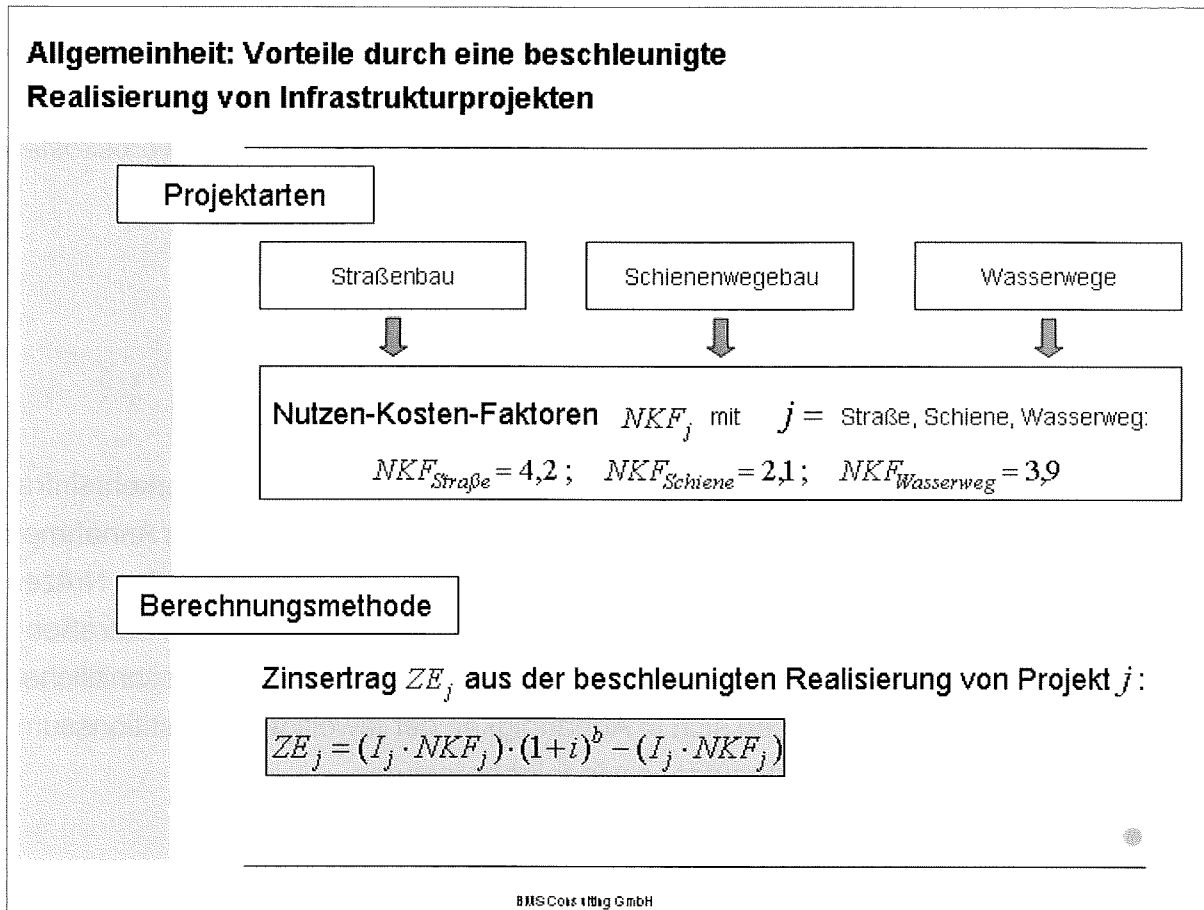 Allgemeinheit: Vorteile durch eine beschleunigte
Realisierung von Infrastrukturprojekten
Projektarten
Straßenbau
Schienenwegebau
Wasserwege
Nutzen-Kosten-Faktoren NKF_j mit j = Straße, Schiene, Wasserweg:
NKF_Straße = 4,2 ; NKF_Schiene = 2,1 ; NKF_Wasserweg = 3,9
Berechnungsmethode
Zinsertrag ZE_j aus der beschleunigten Realisierung von Projekt j :
ZE_j = (I_j · NKF_j) · (1+i)^b − (I_j · NKF_j)
GmbH